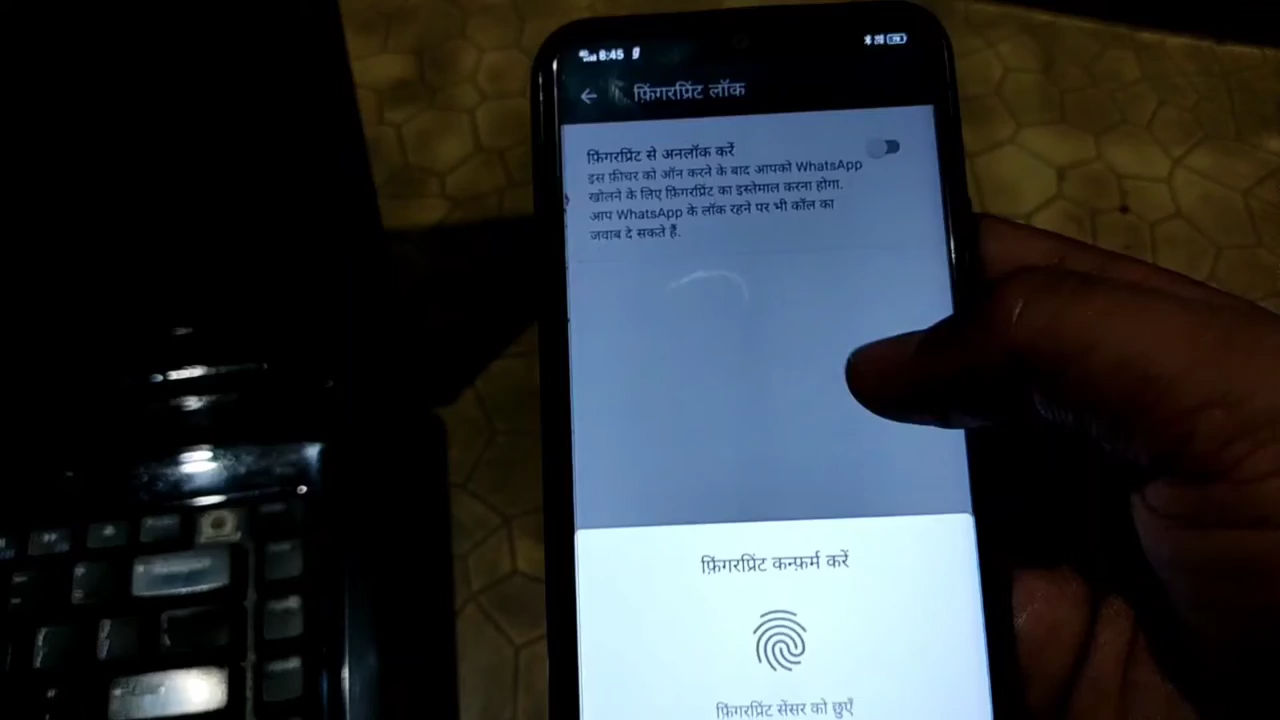 8:45
फ़िंगरप्रिंट लॉक
फ़िंगरप्रिंट से अनलॉक करें
इस फ़ीचर को ऑन करने के बाद आपको WhatsApp
खोलने के लिए फ़िंगरप्रिंट का इस्तेमाल करना होगा.
आप WhatsApp के लॉक रहने पर भी कॉल का
जवाब दे सकते हैं.
फ़िंगरप्रिंट कन्फ़र्म करें
फ़िंगरप्रिंट सेंसर को छुएँ